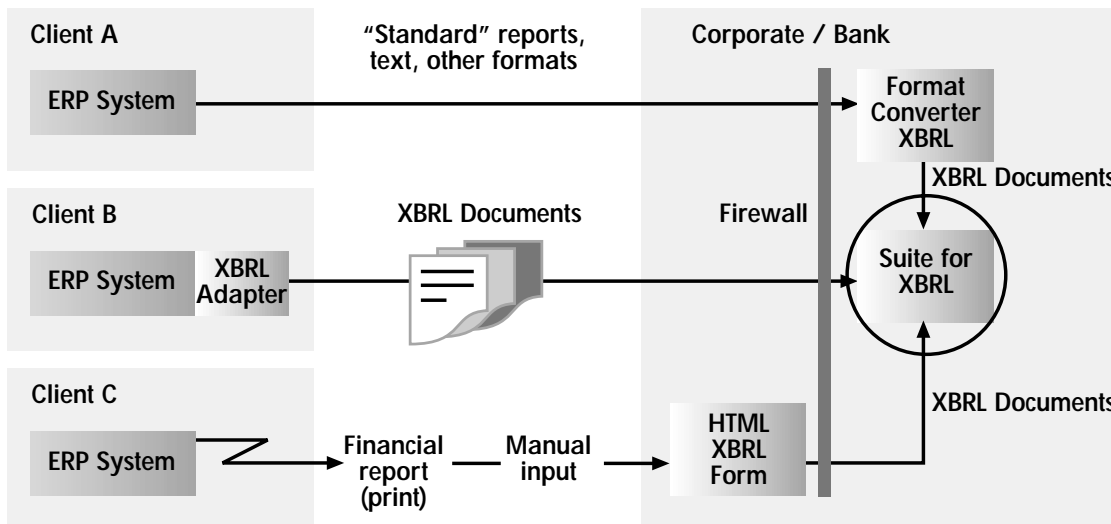 Client A
"Standard" reports,
text, other formats
Corporate / Bank
ERP System
Format
Converter
XBRL
XBRL Documents
Client B
XBRL Documents
Firewall
ERP System
XBRL
Adapter
Suite for
XBRL
Client C
XBRL Documents
ERP System
Financial
report
(print)
Manual
input
HTML
XBRL
Form